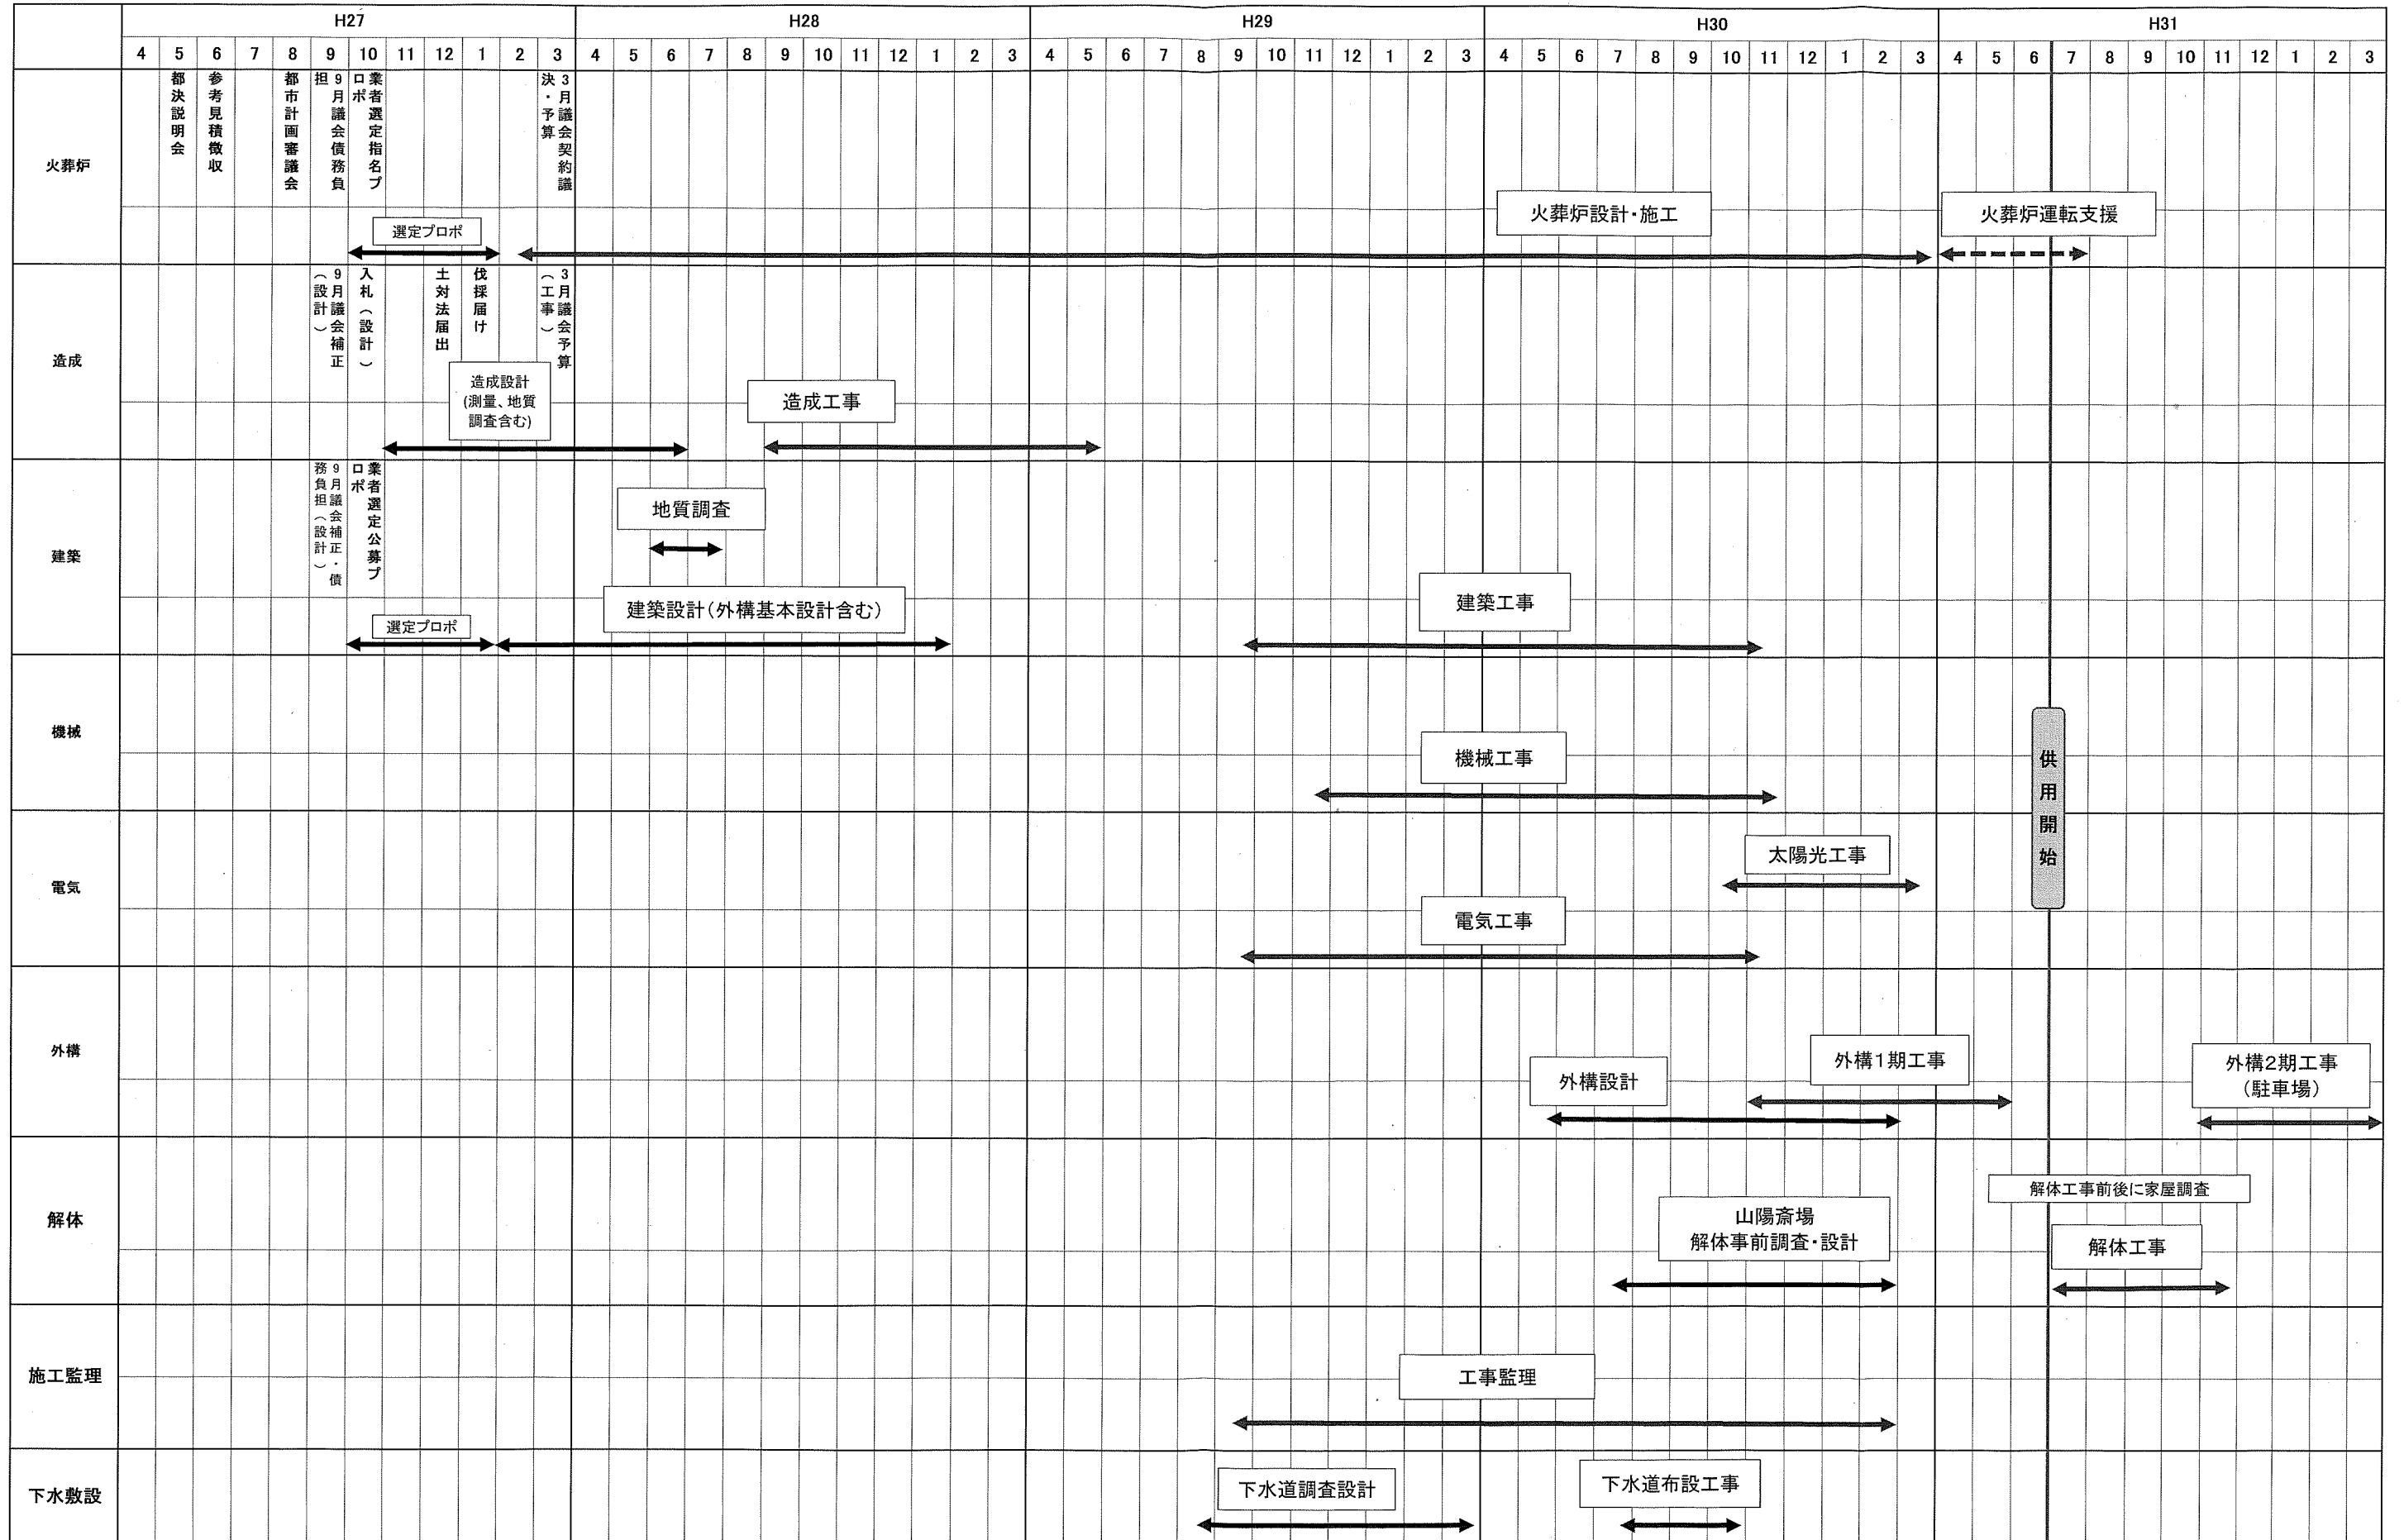 H27 H28 H29 H30 H31
4 5 6 7 8 9 10 11 12 1 2 3 4 5 6 7 8 9 10 11 12 1 2 3 4 5 6 7 8 9 10 11 12 1 2 3 4 5 6 7 8 9 10 11 12 1 2 3 4 5 6 7 8 9 10 11 12 1 2 3
火葬炉
都決説明会
参考見積徴収
都市計画審議会
9月議会債務負
担
業者選定指名プ
ロポ
3月議会契約議
決・予算
選定プロポ
火葬炉設計・施工
火葬炉運転支援
造成
9月議会補正
(設計)
入札(設計)
土対法届出
伐採届け
3月議会予算
(工事)
造成設計
(測量、地質
調査含む)
造成工事
建築
9月議会補正・債
務負担(設計)
業者選定公募プ
ロポ
選定プロポ
地質調査
建築設計(外構基本設計含む)
建築工事
機械
機械工事
供用開始
電気
太陽光工事
電気工事
外構
外構設計
外構1期工事
外構2期工事
(駐車場)
解体
山陽斎場
解体事前調査・設計
解体工事前後に家屋調査
解体工事
施工監理
工事監理
下水敷設
下水道調査設計
下水道布設工事